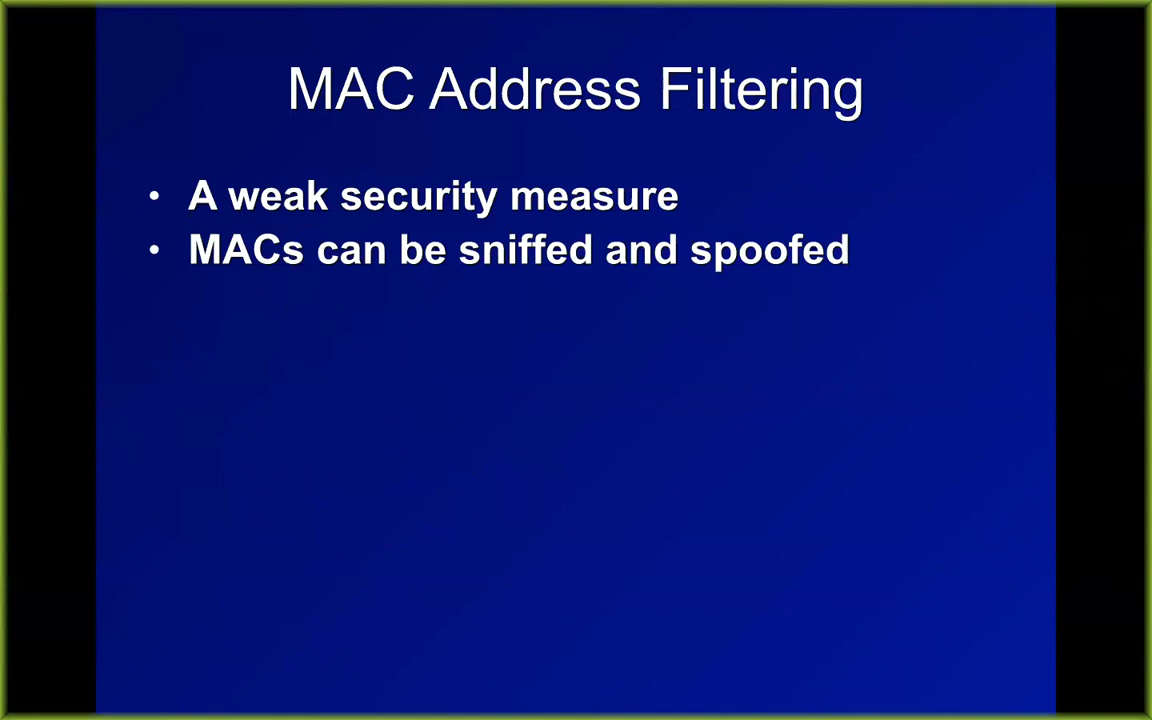 MAC Address Filtering
• A weak security measure
• MACs can be sniffed and spoofed